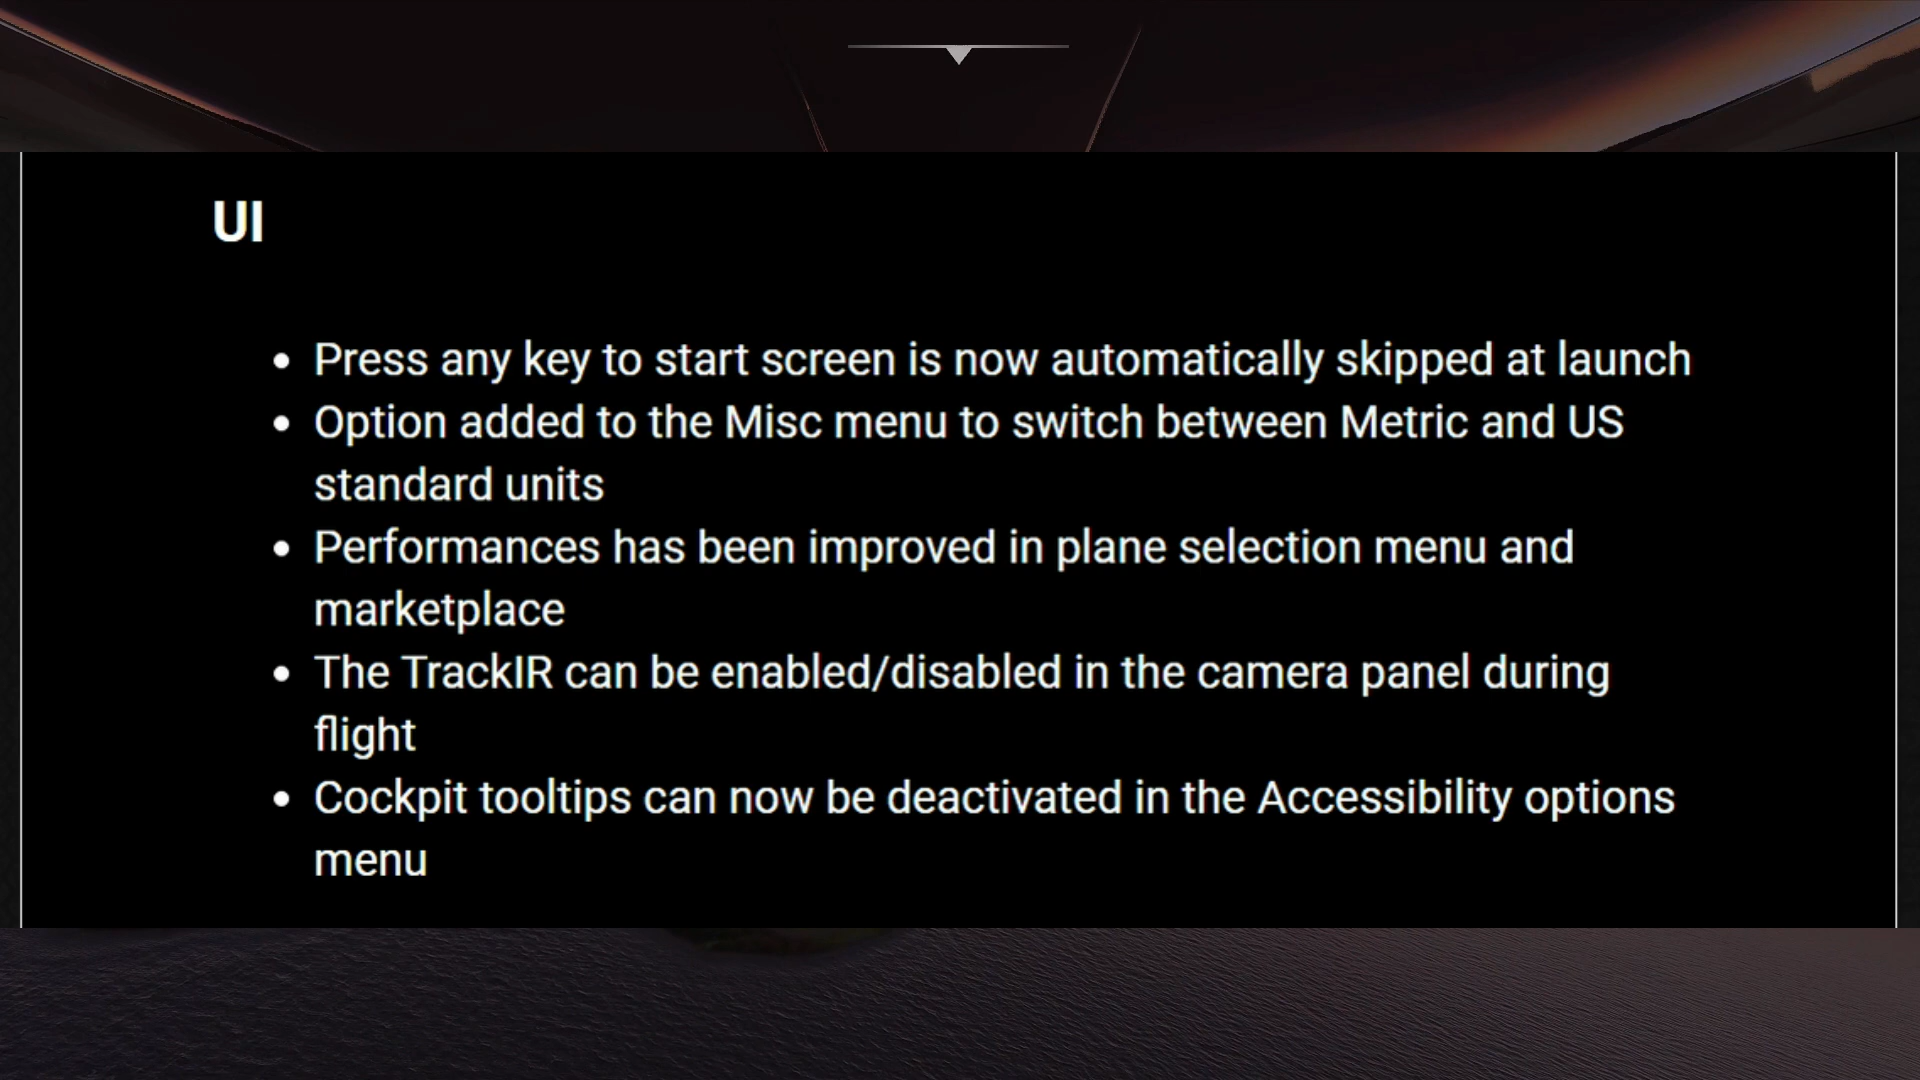 UI
• Press any key to start screen is now automatically skipped at launch
• Option added to the Misc menu to switch between Metric and US
standard units
• Performances has been improved in plane selection menu and
marketplace
• The TrackIR can be enabled/disabled in the camera panel during
flight
• Cockpit tooltips can now be deactivated in the Accessibility options
menu